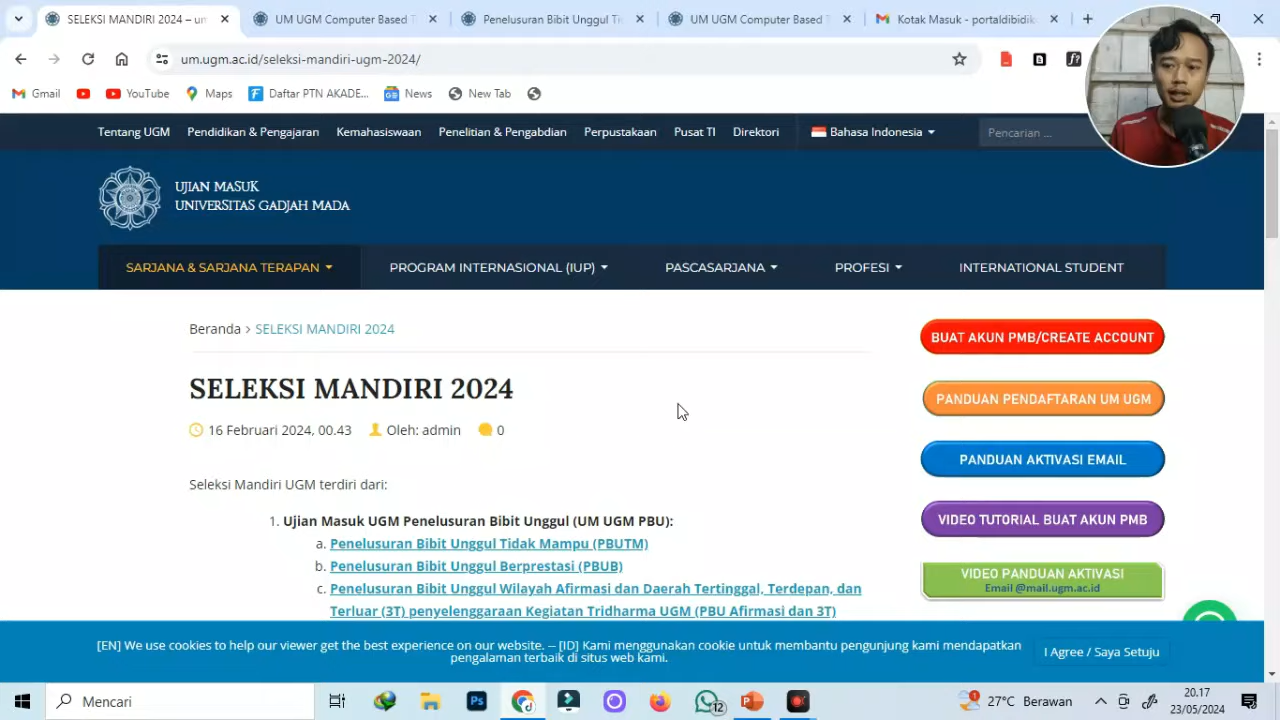 SELEKSI MANDIRI 2024 – un
UM UGM Computer Based T
Penelusuran Bibit Unggul Ti
UM UGM Computer Based T
Kotak Masuk - portaldibidik
um.ugm.ac.id/seleksi-mandiri-ugm-2024/
Gmail YouTube Maps Daftar PTN AKADE... News New Tab
Tentang UGM Pendidikan & Pengajaran Kemahasiswaan Penelitian & Pengabdian Perpustakaan Pusat TI Direktori Bahasa Indonesia Pencarian ...
UJIAN MASUK
UNIVERSITAS GADJAH MADA
SARJANA & SARJANA TERAPAN PROGRAM INTERNASIONAL (IUP) PASCASARJANA PROFESI INTERNATIONAL STUDENT
Beranda > SELEKSI MANDIRI 2024
SELEKSI MANDIRI 2024
16 Februari 2024, 00.43 Oleh: admin 0
Seleksi Mandiri UGM terdiri dari:
1. Ujian Masuk UGM Penelusuran Bibit Unggul (UM UGM PBU):
a. Penelusuran Bibit Unggul Tidak Mampu (PBUTM)
b. Penelusuran Bibit Unggul Berprestasi (PBUB)
c. Penelusuran Bibit Unggul Wilayah Afirmasi dan Daerah Tertinggal, Terdepan, dan
Terluar (3T) penyelenggaraan Kegiatan Tridharma UGM (PBU Afirmasi dan 3T)
BUAT AKUN PMB/CREATE ACCOUNT
PANDUAN PENDAFTARAN UM UGM
PANDUAN AKTIVASI EMAIL
VIDEO TUTORIAL BUAT AKUN PMB
VIDEO PANDUAN AKTIVASI
Email @mail.ugm.ac.id
[EN] We use cookies to help our viewer get the best experience on our website. -- [ID] Kami menggunakan cookie untuk membantu pengunjung kami mendapatkan
pengalaman terbaik di situs web kami.
I Agree / Saya Setuju
Mencari
12
1
27°C Berawan
20.17
23/05/2024